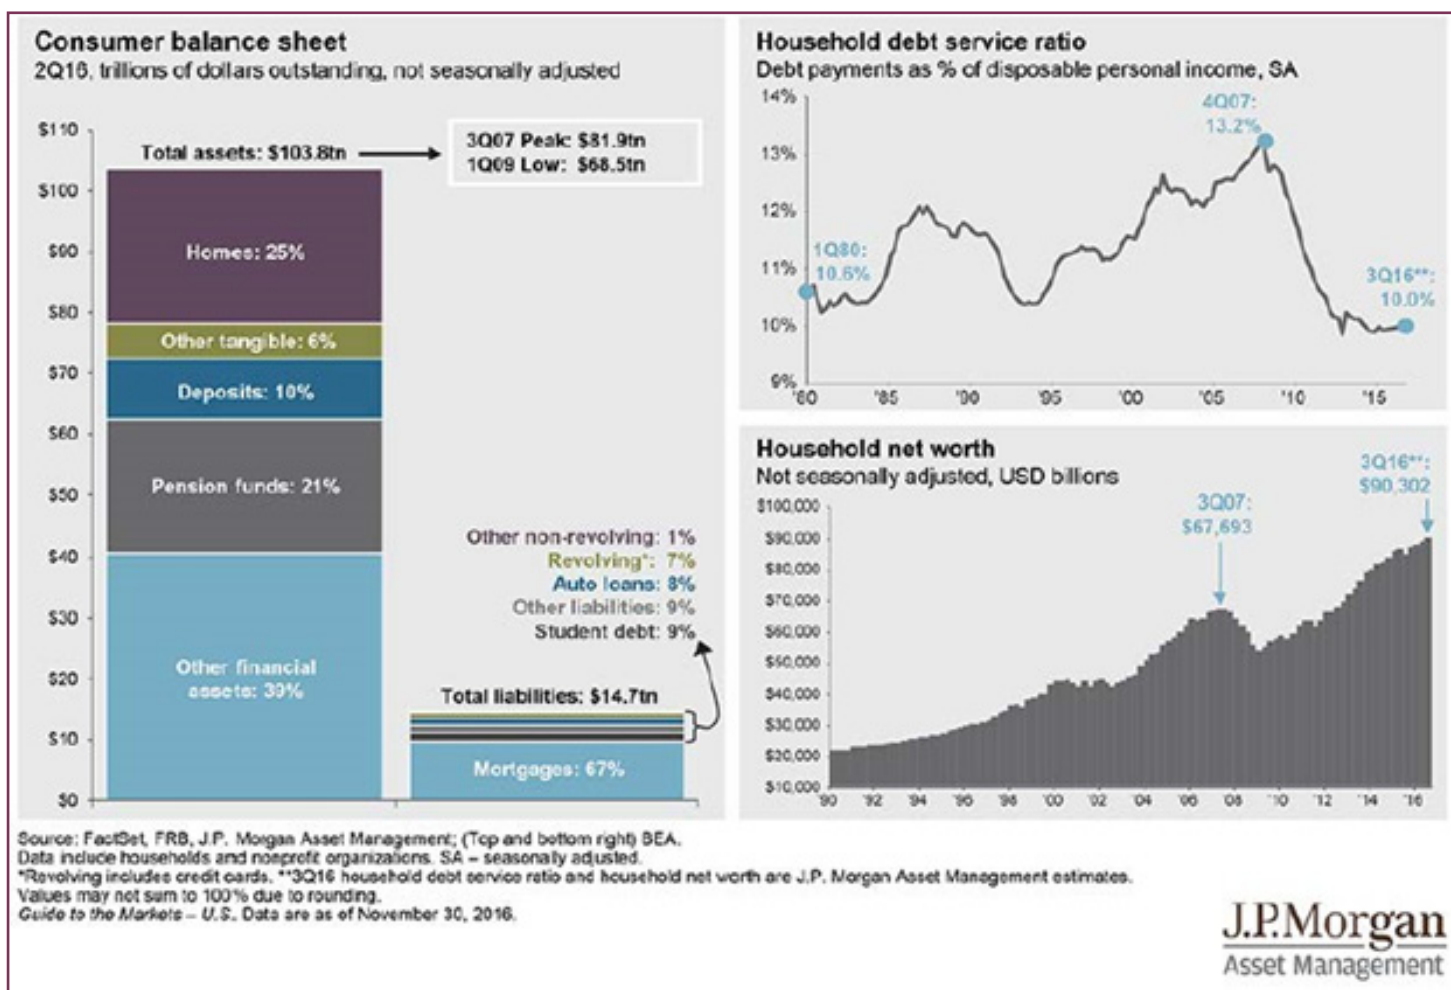 Consumer balance sheet
2Q16, trillions of dollars outstanding, not seasonally adjusted
$110
$100
$90
$80
$70
$60
$50
$40
$30
$20
$10
$0
Total assets: $103.8tn
3Q07 Peak: $81.9tn
1Q09 Low: $68.5tn
Homes: 25%
Other tangible: 6%
Deposits: 10%
Pension funds: 21%
Other financial
assets: 39%
Other non-revolving: 1%
Revolving*: 7%
Auto loans: 8%
Other liabilities: 9%
Student debt: 9%
Total liabilities: $14.7tn
Mortgages: 67%
Household debt service ratio
Debt payments as % of disposable personal income, SA
14%
13%
12%
11%
10%
9%
1Q80:
10.6%
4Q07:
13.2%
3Q16**:
10.0%
'80 '85 '90 '95 '00 '05 '10 '15
Household net worth
Not seasonally adjusted, USD billions
3Q07:
$67,693
3Q16**:
$90,302
$100,000
$90,000
$80,000
$70,000
$60,000
$50,000
$40,000
$30,000
$20,000
$10,000
'90 '92 '94 '96 '98 '00 '02 '04 '06 '08 '10 '12 '14 '16
Source: FactSet, FRB, J.P. Morgan Asset Management; (Top and bottom right) BEA.
Data include households and nonprofit organizations. SA – seasonally adjusted.
*Revolving includes credit cards. **3Q16 household debt service ratio and household net worth are J.P. Morgan Asset Management estimates.
Values may not sum to 100% due to rounding.
Guide to the Markets – U.S. Data are as of November 30, 2016.
J.P.Morgan
Asset Management